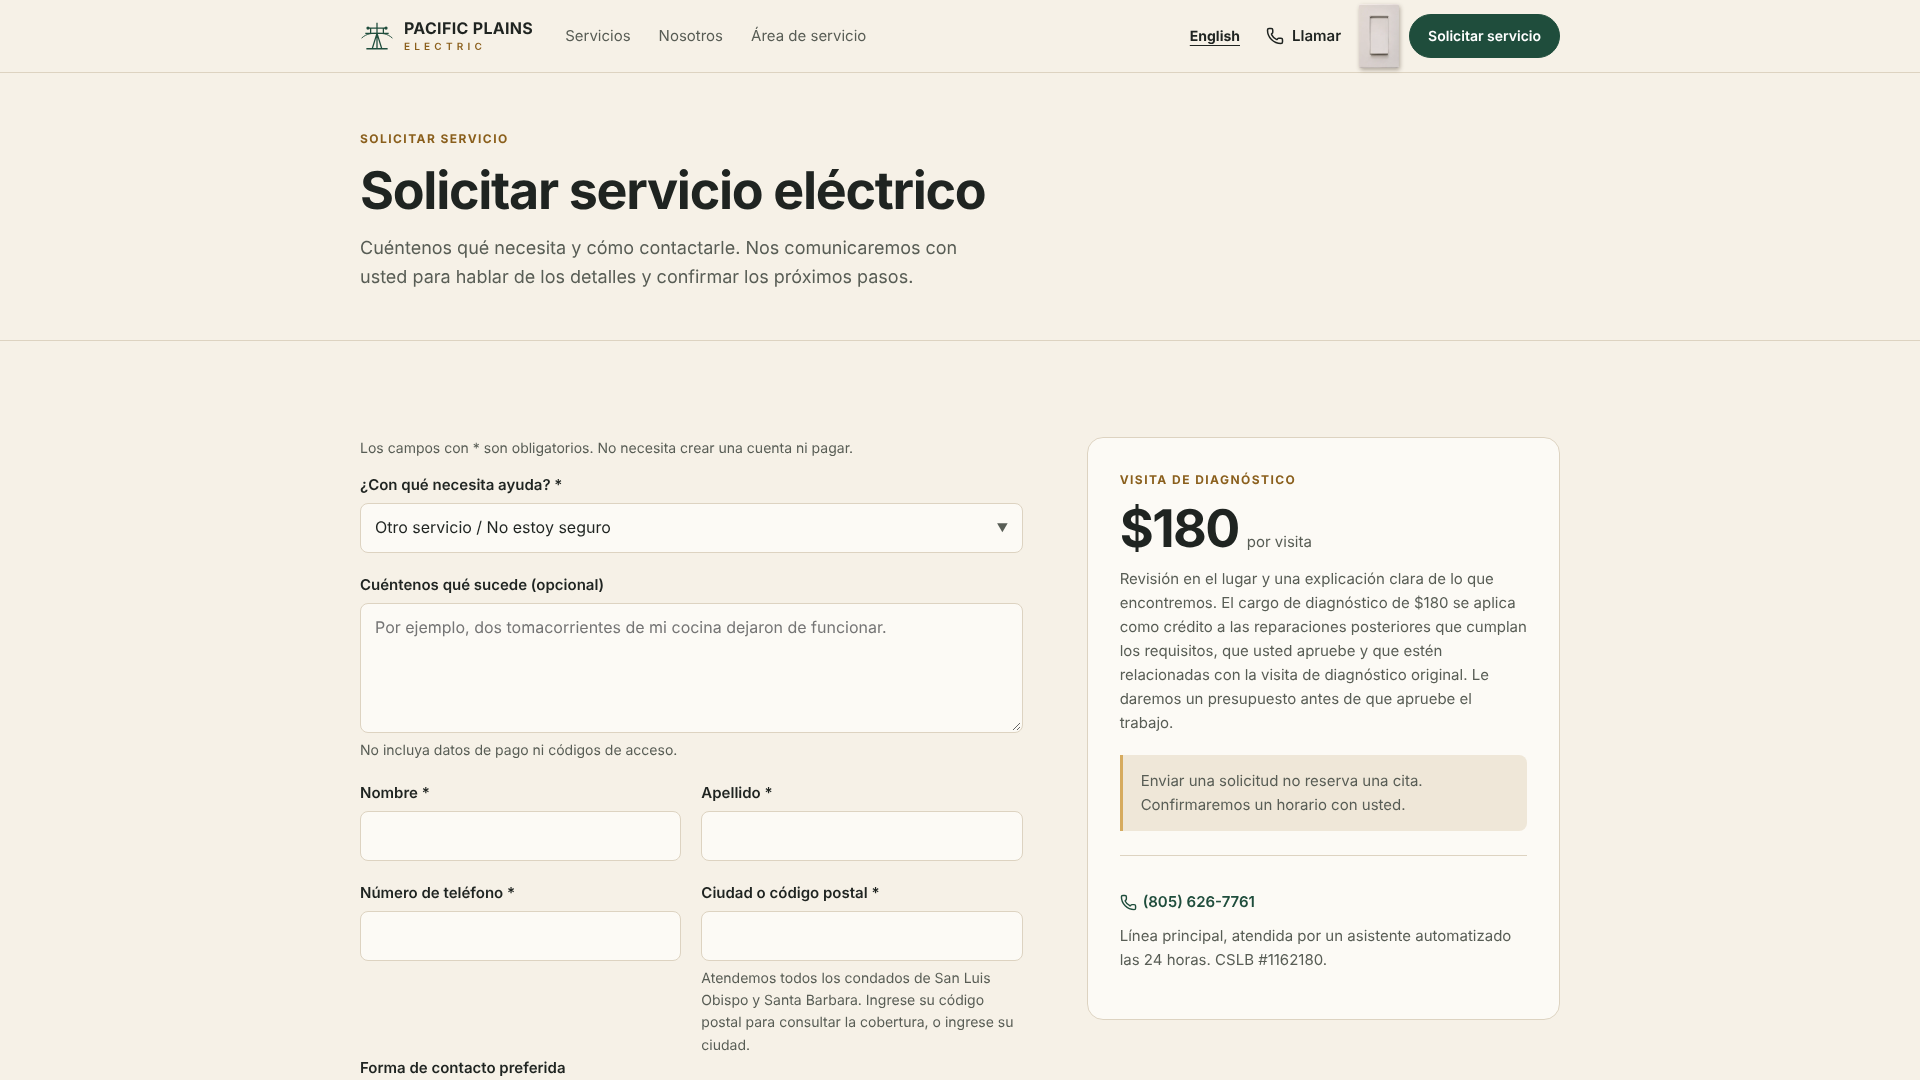 PACIFIC PLAINS
ELECTRIC
Servicios
Nosotros
Área de servicio
English
Llamar
Solicitar servicio
SOLICITAR SERVICIO
Solicitar servicio eléctrico
Cuéntenos qué necesita y cómo contactarle. Nos comunicaremos con
usted para hablar de los detalles y confirmar los próximos pasos.
Los campos con * son obligatorios. No necesita crear una cuenta ni pagar.
¿Con qué necesita ayuda? *
Otro servicio / No estoy seguro
Cuéntenos qué sucede (opcional)
Por ejemplo, dos tomacorrientes de mi cocina dejaron de funcionar.
No incluya datos de pago ni códigos de acceso.
Nombre *
Apellido *
Número de teléfono *
Ciudad o código postal *
Atendemos todos los condados de San Luis
Obispo y Santa Barbara. Ingrese su código
postal para consultar la cobertura, o ingrese su
ciudad.
Forma de contacto preferida
VISITA DE DIAGNÓSTICO
$180 por visita
Revisión en el lugar y una explicación clara de lo que
encontremos. El cargo de diagnóstico de $180 se aplica
como crédito a las reparaciones posteriores que cumplan
los requisitos, que usted apruebe y que estén
relacionadas con la visita de diagnóstico original. Le
daremos un presupuesto antes de que apruebe el
trabajo.
Enviar una solicitud no reserva una cita.
Confirmaremos un horario con usted.
(805) 626-7761
Línea principal, atendida por un asistente automatizado
las 24 horas. CSLB #1162180.